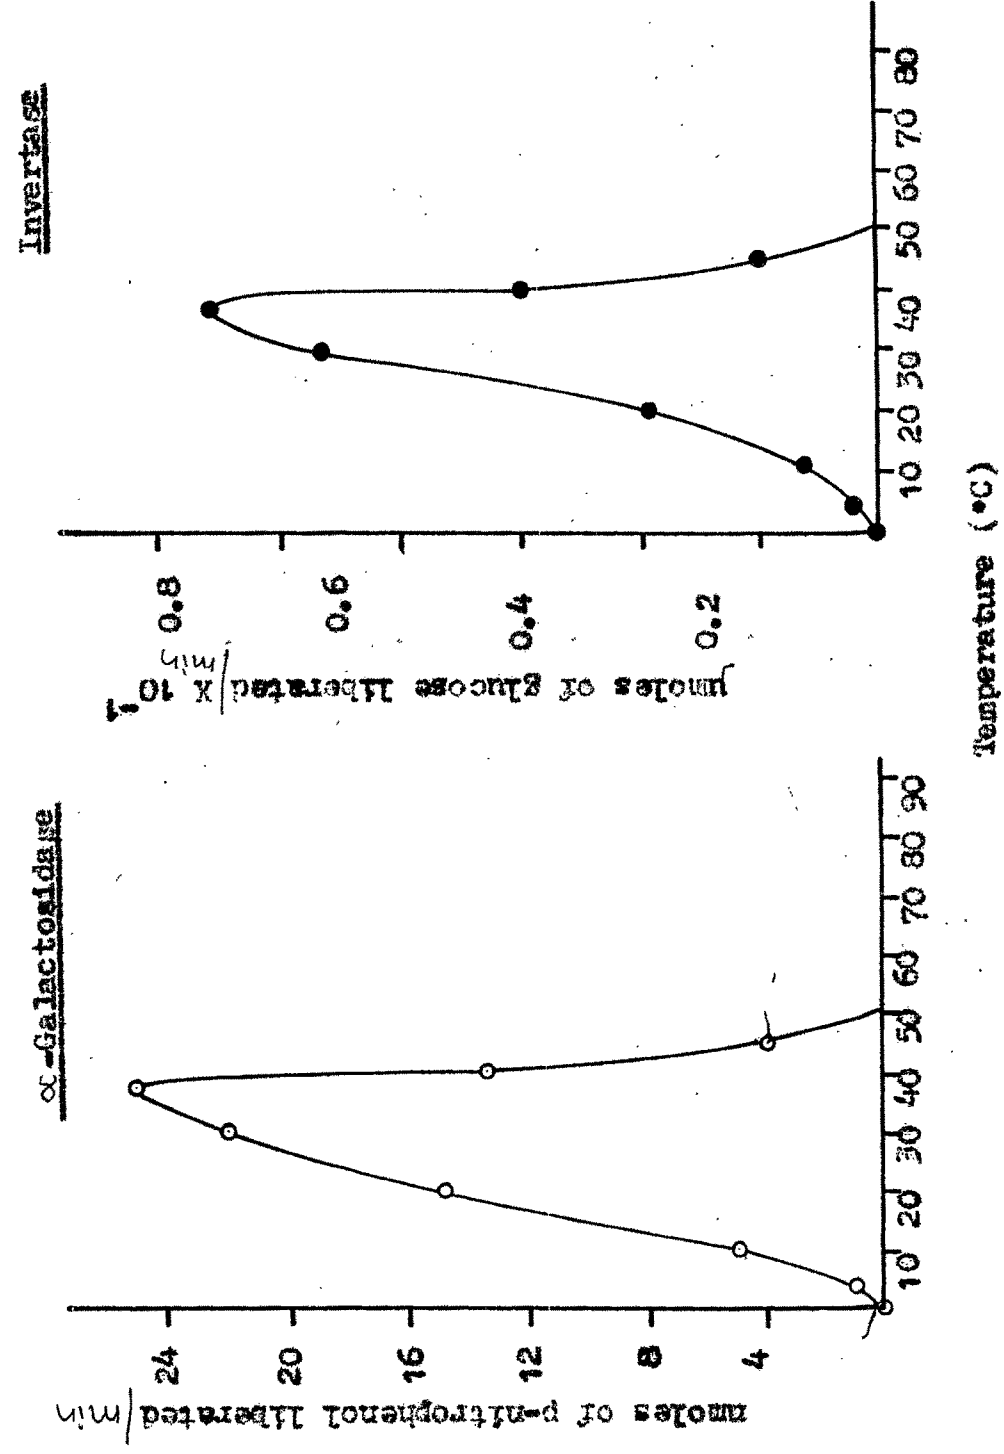 α-Galactosidase
nmoles of p-nitrophenol liberated/min
24
20
16
12
8
4
10 20 30 40 50 60 70 80 90
Invertase
µmoles of glucose liberated/min X 10⁻¹
0.8
0.6
0.4
0.2
10 20 30 40 50 60 70 80
Temperature (°C)